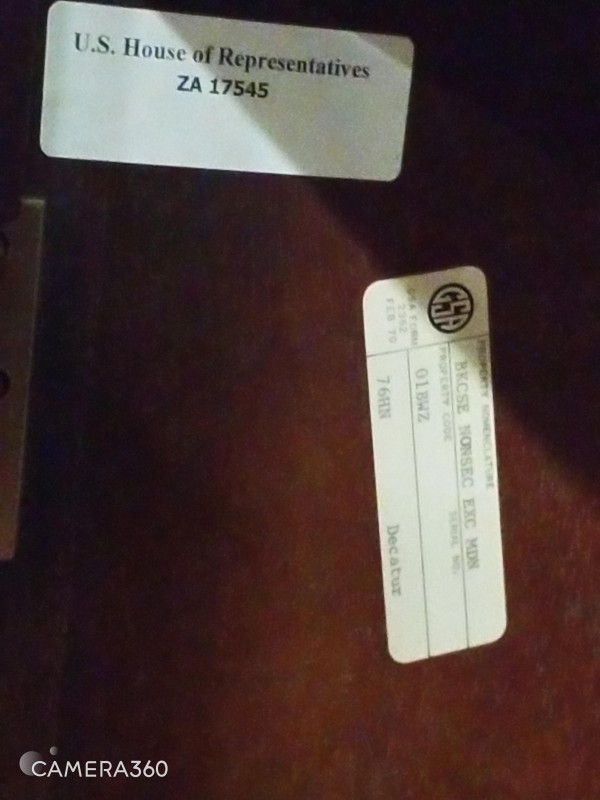 U.S. House of Representatives
ZA 17545
GSA
GSA FORM
2362
FEB 70
PROPERTY NOMENCLATURE
BKCSE NONSEC EXC MDN
PROPERTY CODE
SERIAL NO.
01BWZ
76HN
Decatur
CAMERA360